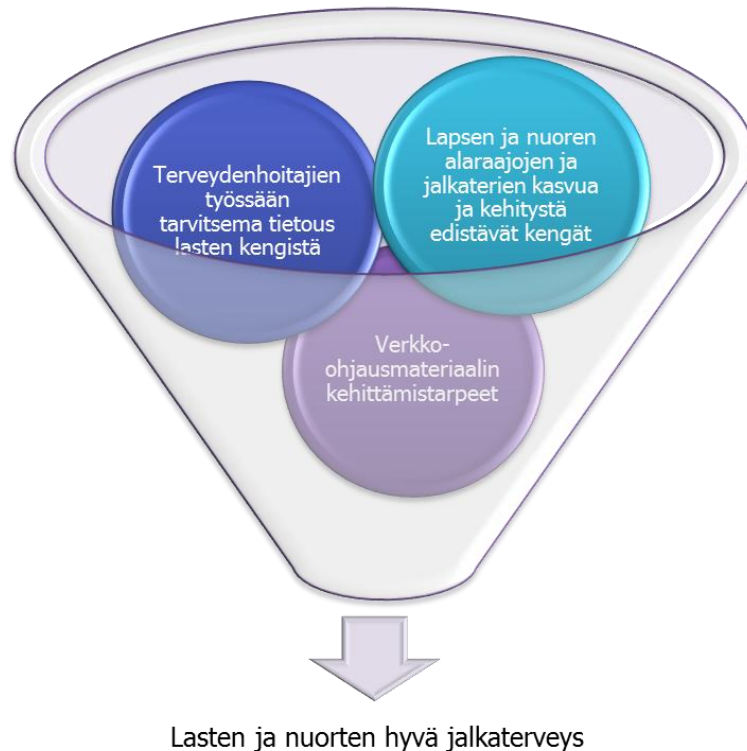 Terveydenhoitajien
työssään
tarvitsema tietous
lasten kengistä
Lapsen ja nuoren
alaraajojen ja
jalkaterien kasvua
ja kehitystä
edistävät kengät
Verkko-
ohjausmateriaalin
kehittämistarpeet
Lasten ja nuorten hyvä jalkaterveys